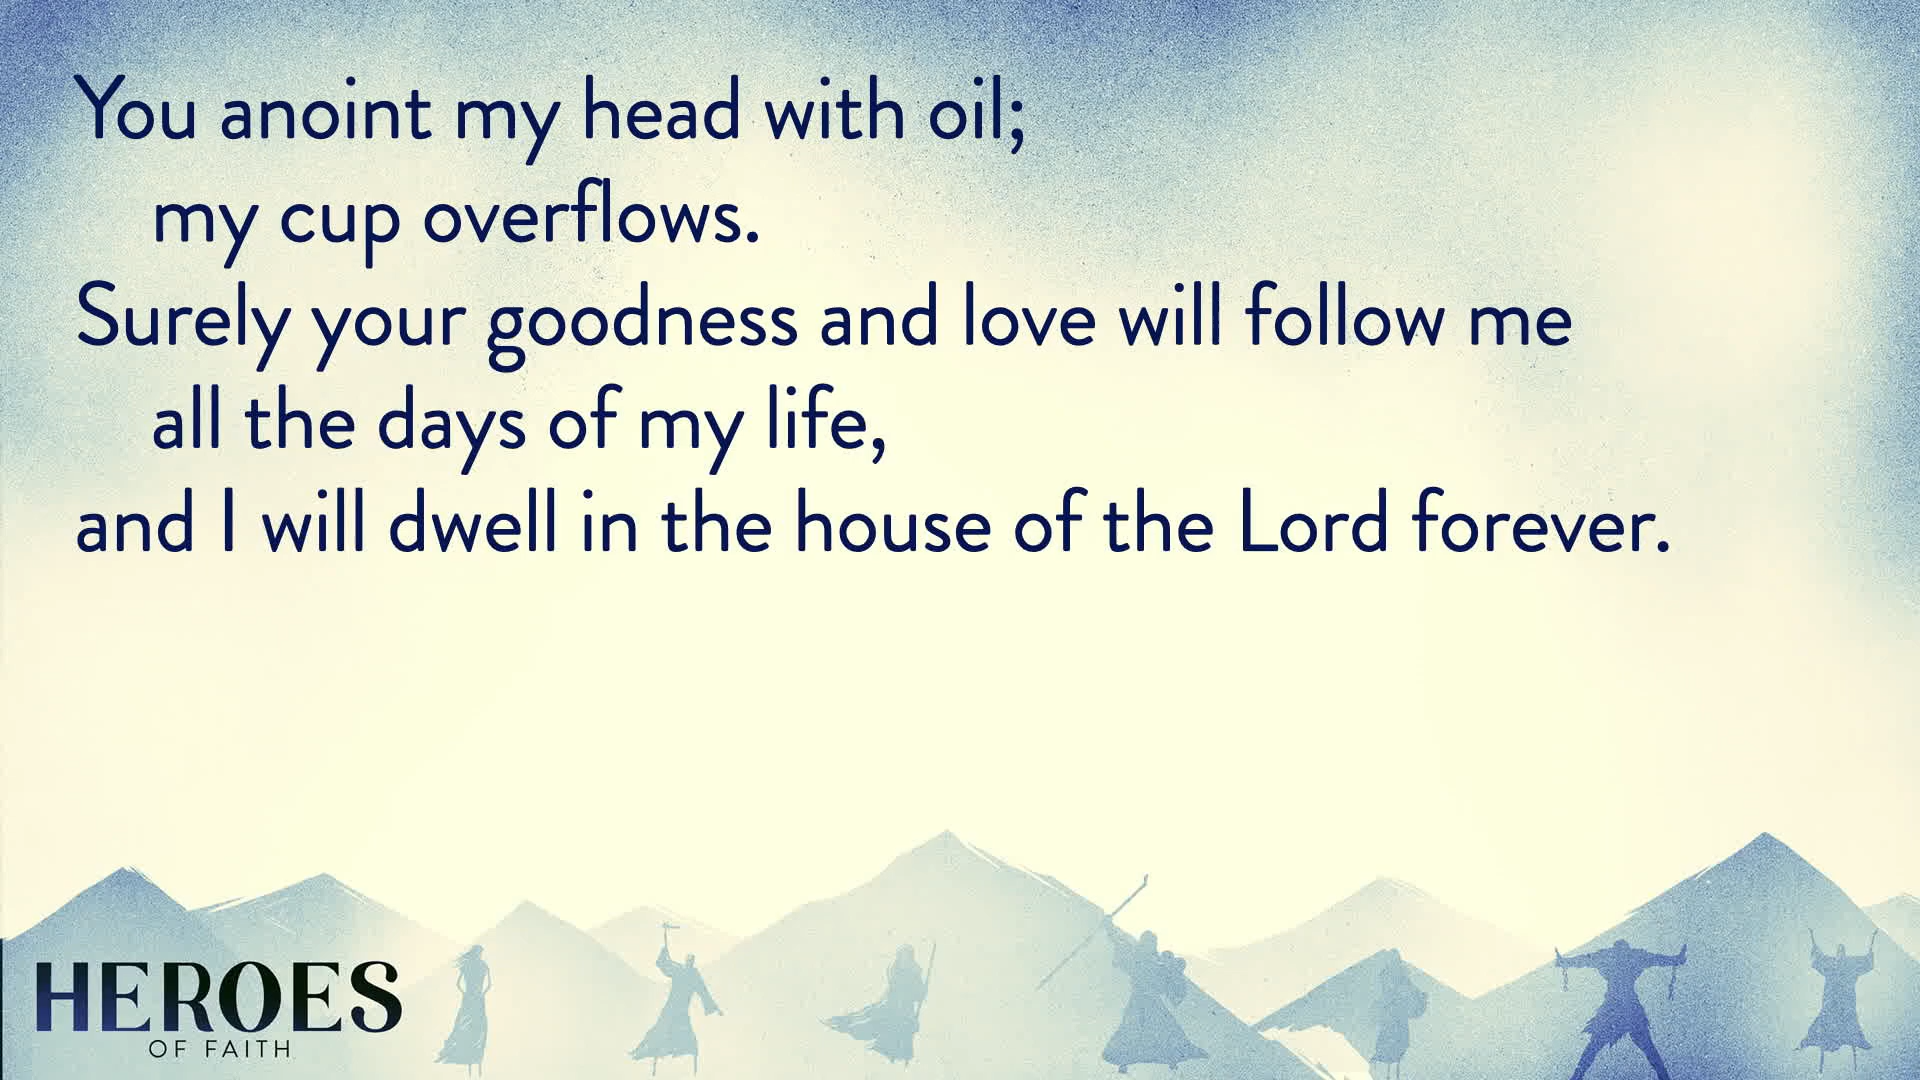 You anoint my head with oil;
my cup overflows.
Surely your goodness and love will follow me
all the days of my life,
and I will dwell in the house of the Lord forever.
HEROES
OF FAITH